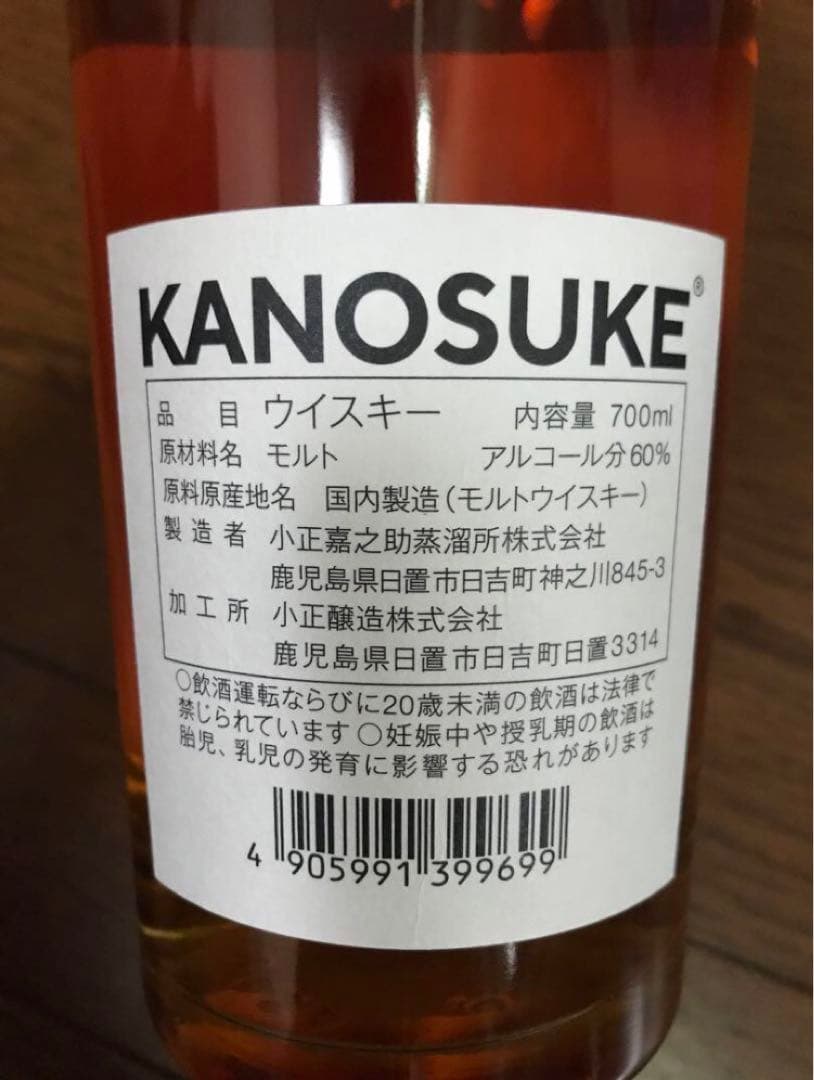 KANOSUKE®
品目 ウイスキー 内容量 700ml
原材料名 モルト アルコール分60%
原料原産地名 国内製造(モルトウイスキー)
製造者 小正嘉之助蒸溜所株式会社
鹿児島県日置市日吉町神之川845-3
加工所 小正醸造株式会社
鹿児島県日置市日吉町日置3314
○飲酒運転ならびに20歳未満の飲酒は法律で
禁じられています ○妊娠中や授乳期の飲酒は
胎児、乳児の発育に影響する恐れがあります
4 905991 399699